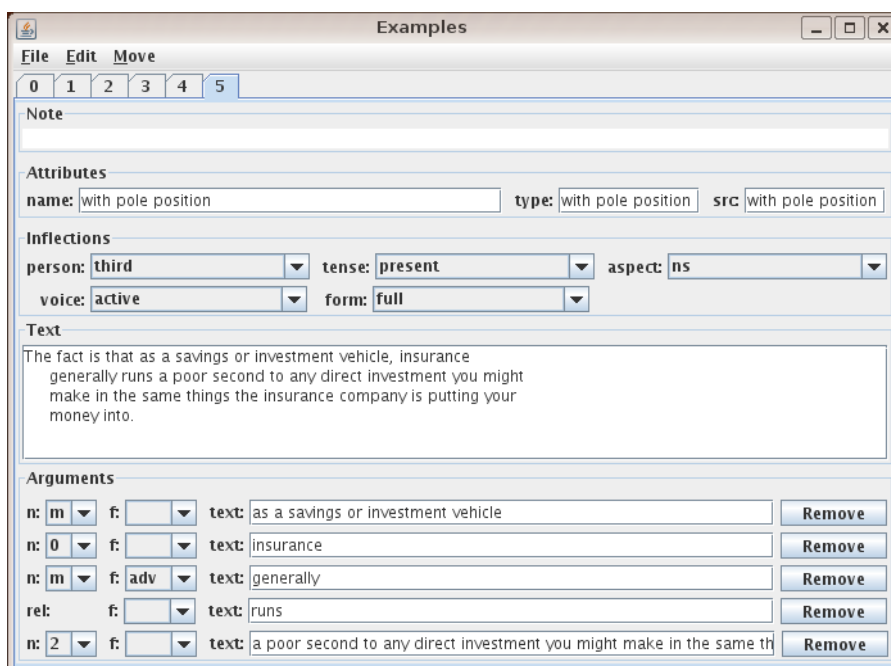 Examples
File Edit Move
0 1 2 3 4 5
Note
Attributes
name: with pole position type: with pole position src: with pole position
Inflections
person: third tense: present aspect: ns
voice: active form: full
Text
The fact is that as a savings or investment vehicle, insurance
generally runs a poor second to any direct investment you might
make in the same things the insurance company is putting your
money into.
Arguments
n: m f: text: as a savings or investment vehicle Remove
n: 0 f: text: insurance Remove
n: m f: adv text: generally Remove
rel: f: text: runs Remove
n: 2 f: text: a poor second to any direct investment you might make in the same th Remove